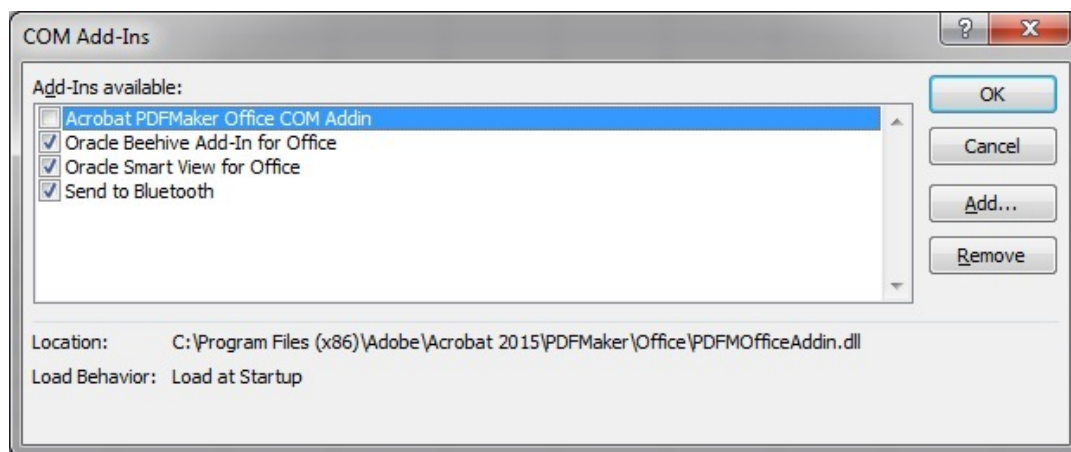 COM Add-Ins
Add-Ins available:
Acrobat PDFMaker Office COM Addin
Oracle Beehive Add-In for Office
Oracle Smart View for Office
Send to Bluetooth
OK
Cancel
Add...
Remove
Location: C:\Program Files (x86)\Adobe\Acrobat 2015\PDFMaker\Office\PDFMOfficeAddin.dll
Load Behavior: Load at Startup